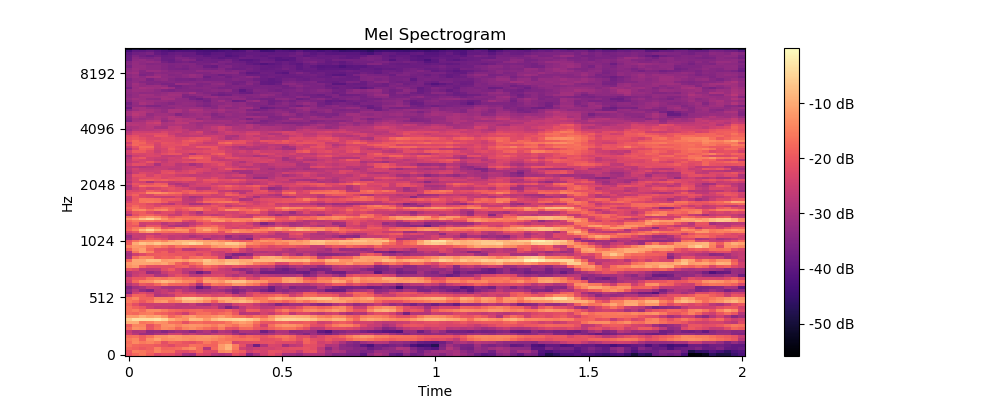 Mel Spectrogram
Hz
8192
4096
2048
1024
512
0
0 0.5 1 1.5 2
Time
-10 dB
-20 dB
-30 dB
-40 dB
-50 dB